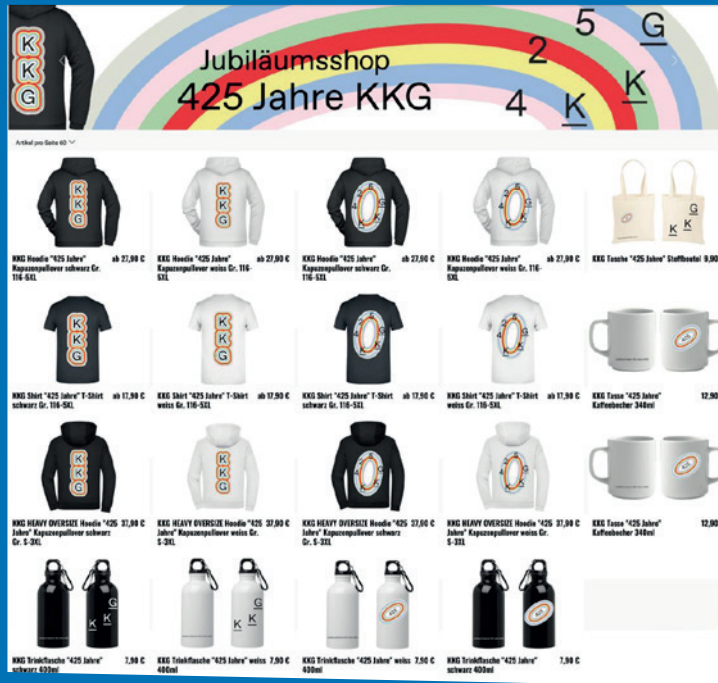 K
K
G
Jubiläumsshop
425 Jahre KKG
4 2 5
K K G
Artikel pro Seite 60
KKG Hoodie "425 Jahre" ab 27,90 €
Kapuzenpullover schwarz Gr.
116-5XL
KKG Hoodie "425 Jahre" ab 27,90 €
Kapuzenpullover weiss Gr. 116-
5XL
KKG Hoodie "425 Jahre" ab 27,90 €
Kapuzenpullover schwarz Gr.
116-5XL
KKG Hoodie "425 Jahre" ab 27,90 €
Kapuzenpullover weiss Gr. 116-
5XL
KKG Tasche "425 Jahre" Stoffbeutel 9,90
KKG Shirt "425 Jahre" T-Shirt ab 17,90 €
schwarz Gr. 116-5XL
KKG Shirt "425 Jahre" T-Shirt ab 17,90 €
weiss Gr. 116-5XL
KKG Shirt "425 Jahre" T-Shirt ab 17,90 €
schwarz Gr. 116-5XL
KKG Shirt "425 Jahre" T-Shirt ab 17,90 €
weiss Gr. 116-5XL
KKG Tasse "425 Jahre" 12,90
Kaffeebecher 340ml
KKG HEAVY OVERSIZE Hoodie "425 37,90 €
Jahre" Kapuzenpullover schwarz
Gr. S-3XL
KKG HEAVY OVERSIZE Hoodie "425 37,90 €
Jahre" Kapuzenpullover weiss Gr.
S-3XL
KKG HEAVY OVERSIZE Hoodie "425 37,90 €
Jahre" Kapuzenpullover schwarz
Gr. S-3XL
KKG HEAVY OVERSIZE Hoodie "425 37,90 €
Jahre" Kapuzenpullover weiss Gr.
S-3XL
KKG Tasse "425 Jahre" 12,90
Kaffeebecher 340ml
KKG Trinkflasche "425 Jahre" 7,90 €
schwarz 400ml
KKG Trinkflasche "425 Jahre" weiss 7,90 €
400ml
KKG Trinkflasche "425 Jahre" weiss 7,90 €
400ml
KKG Trinkflasche "425 Jahre" 7,90 €
schwarz 400ml